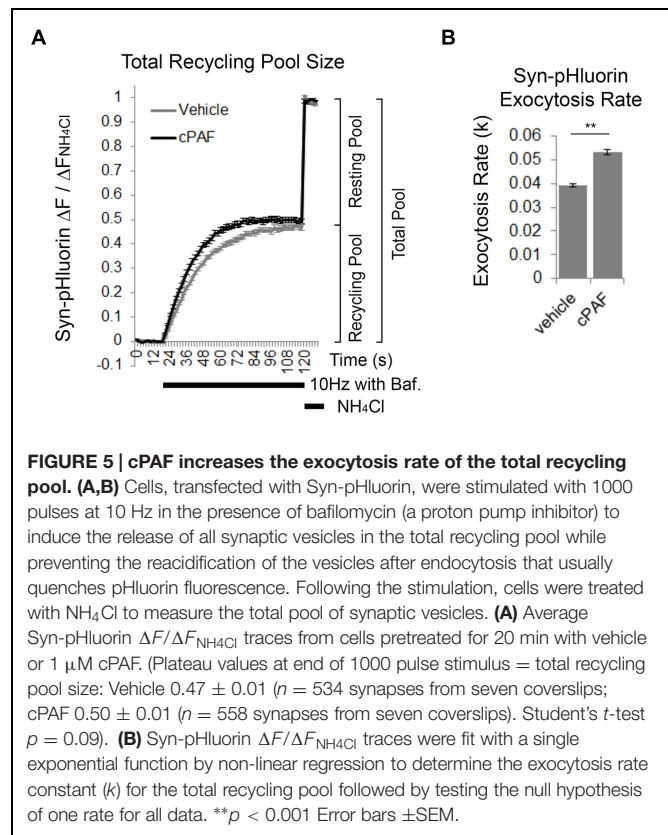 A
Total Recycling Pool Size
Syn-pHluorin ΔF / ΔFNH4Cl
1
0.9
0.8
0.7
0.6
0.5
0.4
0.3
0.2
0.1
0
-0.1
Vehicle
cPAF
Recycling Pool
Resting Pool
Total Pool
0 12 24 36 48 60 72 84 96 108 120
Time (s)
10Hz with Baf.
NH4Cl
B
Syn-pHluorin
Exocytosis Rate
Exocytosis Rate (k)
0.06
0.05
0.04
0.03
0.02
0.01
0
**
vehicle
cPAF
FIGURE 5 | cPAF increases the exocytosis rate of the total recycling
pool. (A,B) Cells, transfected with Syn-pHluorin, were stimulated with 1000
pulses at 10 Hz in the presence of bafilomycin (a proton pump inhibitor) to
induce the release of all synaptic vesicles in the total recycling pool while
preventing the reacidification of the vesicles after endocytosis that usually
quenches pHluorin fluorescence. Following the stimulation, cells were treated
with NH4Cl to measure the total pool of synaptic vesicles. (A) Average
Syn-pHluorin ΔF/ΔFNH4Cl traces from cells pretreated for 20 min with vehicle
or 1 μM cPAF. (Plateau values at end of 1000 pulse stimulus = total recycling
pool size: Vehicle 0.47 ± 0.01 (n = 534 synapses from seven coverslips;
cPAF 0.50 ± 0.01 (n = 558 synapses from seven coverslips). Student's t-test
p = 0.09). (B) Syn-pHluorin ΔF/ΔFNH4Cl traces were fit with a single
exponential function by non-linear regression to determine the exocytosis rate
constant (k) for the total recycling pool followed by testing the null hypothesis
of one rate for all data. **p < 0.001 Error bars ±SEM.